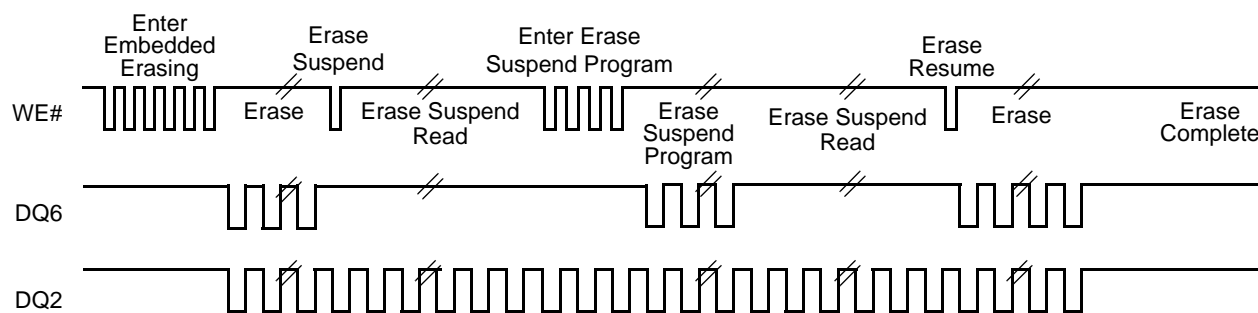 Enter
Embedded
Erasing
Erase
Suspend
Enter Erase
Suspend Program
Erase
Resume
WE#
Erase
Erase Suspend
Read
Erase
Suspend
Program
Erase Suspend
Read
Erase
Erase
Complete
DQ6
DQ2